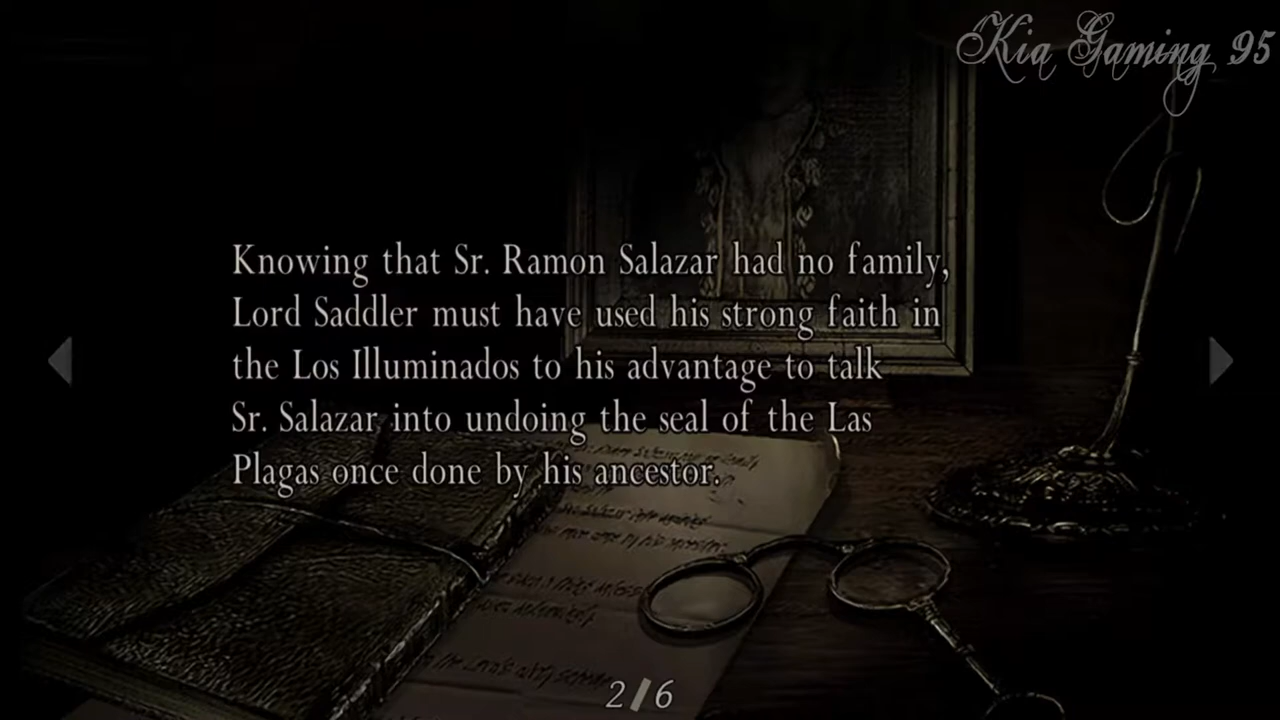 Kia Gaming 95
Knowing that Sr. Ramon Salazar had no family,
Lord Saddler must have used his strong faith in
the Los Illuminados to his advantage to talk
Sr. Salazar into undoing the seal of the Las
Plagas once done by his ancestor.
2/6